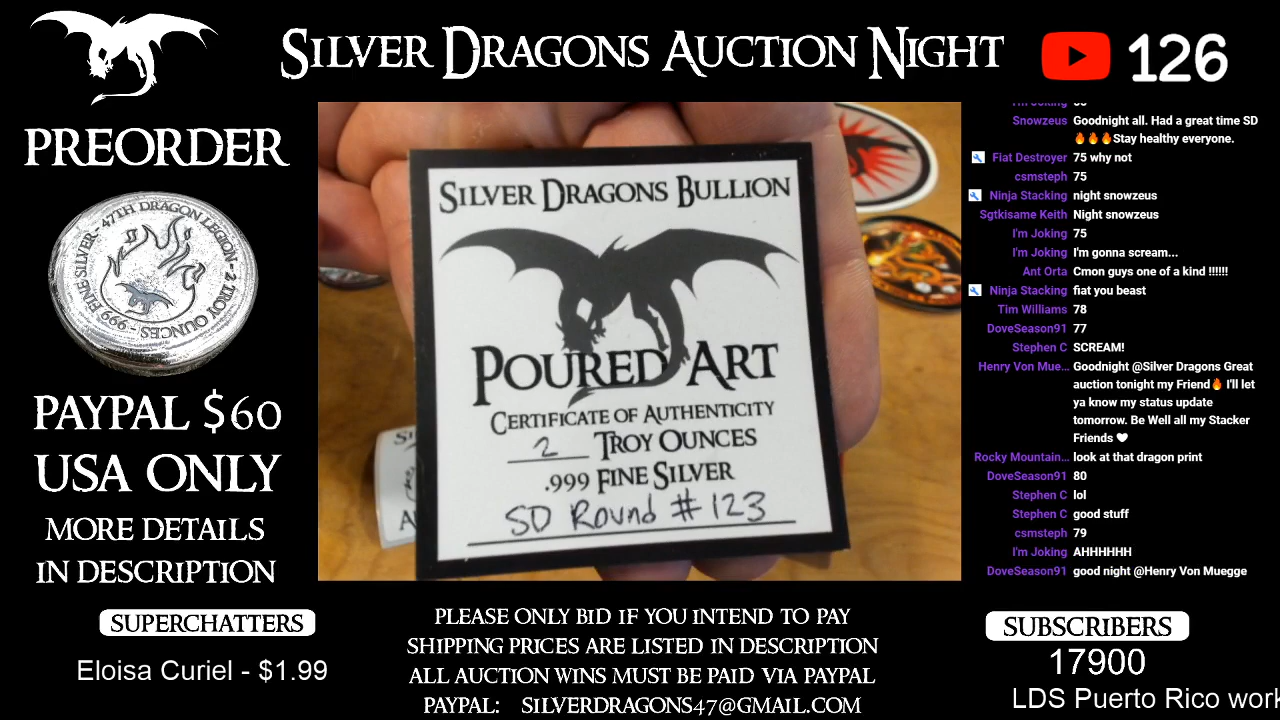 SILVER DRAGONS AUCTION NIGHT
126
PREORDER
47TH DRAGON LEGION - 2 TROY OUNCES - .999 FINE SILVER -
PAYPAL $60
USA ONLY
MORE DETAILS
IN DESCRIPTION
SUPERCHATTERS
Eloisa Curiel - $1.99
SILVER DRAGONS BULLION
POURED ART
CERTIFICATE OF AUTHENTICITY
2 TROY OUNCES
.999 FINE SILVER
SD Round #123
PLEASE ONLY BID IF YOU INTEND TO PAY
SHIPPING PRICES ARE LISTED IN DESCRIPTION
ALL AUCTION WINS MUST BE PAID VIA PAYPAL
PAYPAL: SILVERDRAGONS47@GMAIL.COM
I'm Joking
Snowzeus Goodnight all. Had a great time SD
🔥🔥🔥Stay healthy everyone.
Fiat Destroyer 75 why not
csmsteph 75
Ninja Stacking night snowzeus
Sgtkisame Keith Night snowzeus
I'm Joking 75
I'm Joking I'm gonna scream...
Ant Orta Cmon guys one of a kind !!!!!!
Ninja Stacking fiat you beast
Tim Williams 78
DoveSeason91 77
Stephen C SCREAM!
Henry Von Mue... Goodnight @Silver Dragons Great
auction tonight my Friend🔥 I'll let
ya know my status update
tomorrow. Be Well all my Stacker
Friends ❤
Rocky Mountain... look at that dragon print
DoveSeason91 80
Stephen C lol
Stephen C good stuff
csmsteph 79
I'm Joking AHHHHHH
DoveSeason91 good night @Henry Von Muegge
SUBSCRIBERS
17900
LDS Puerto Rico work